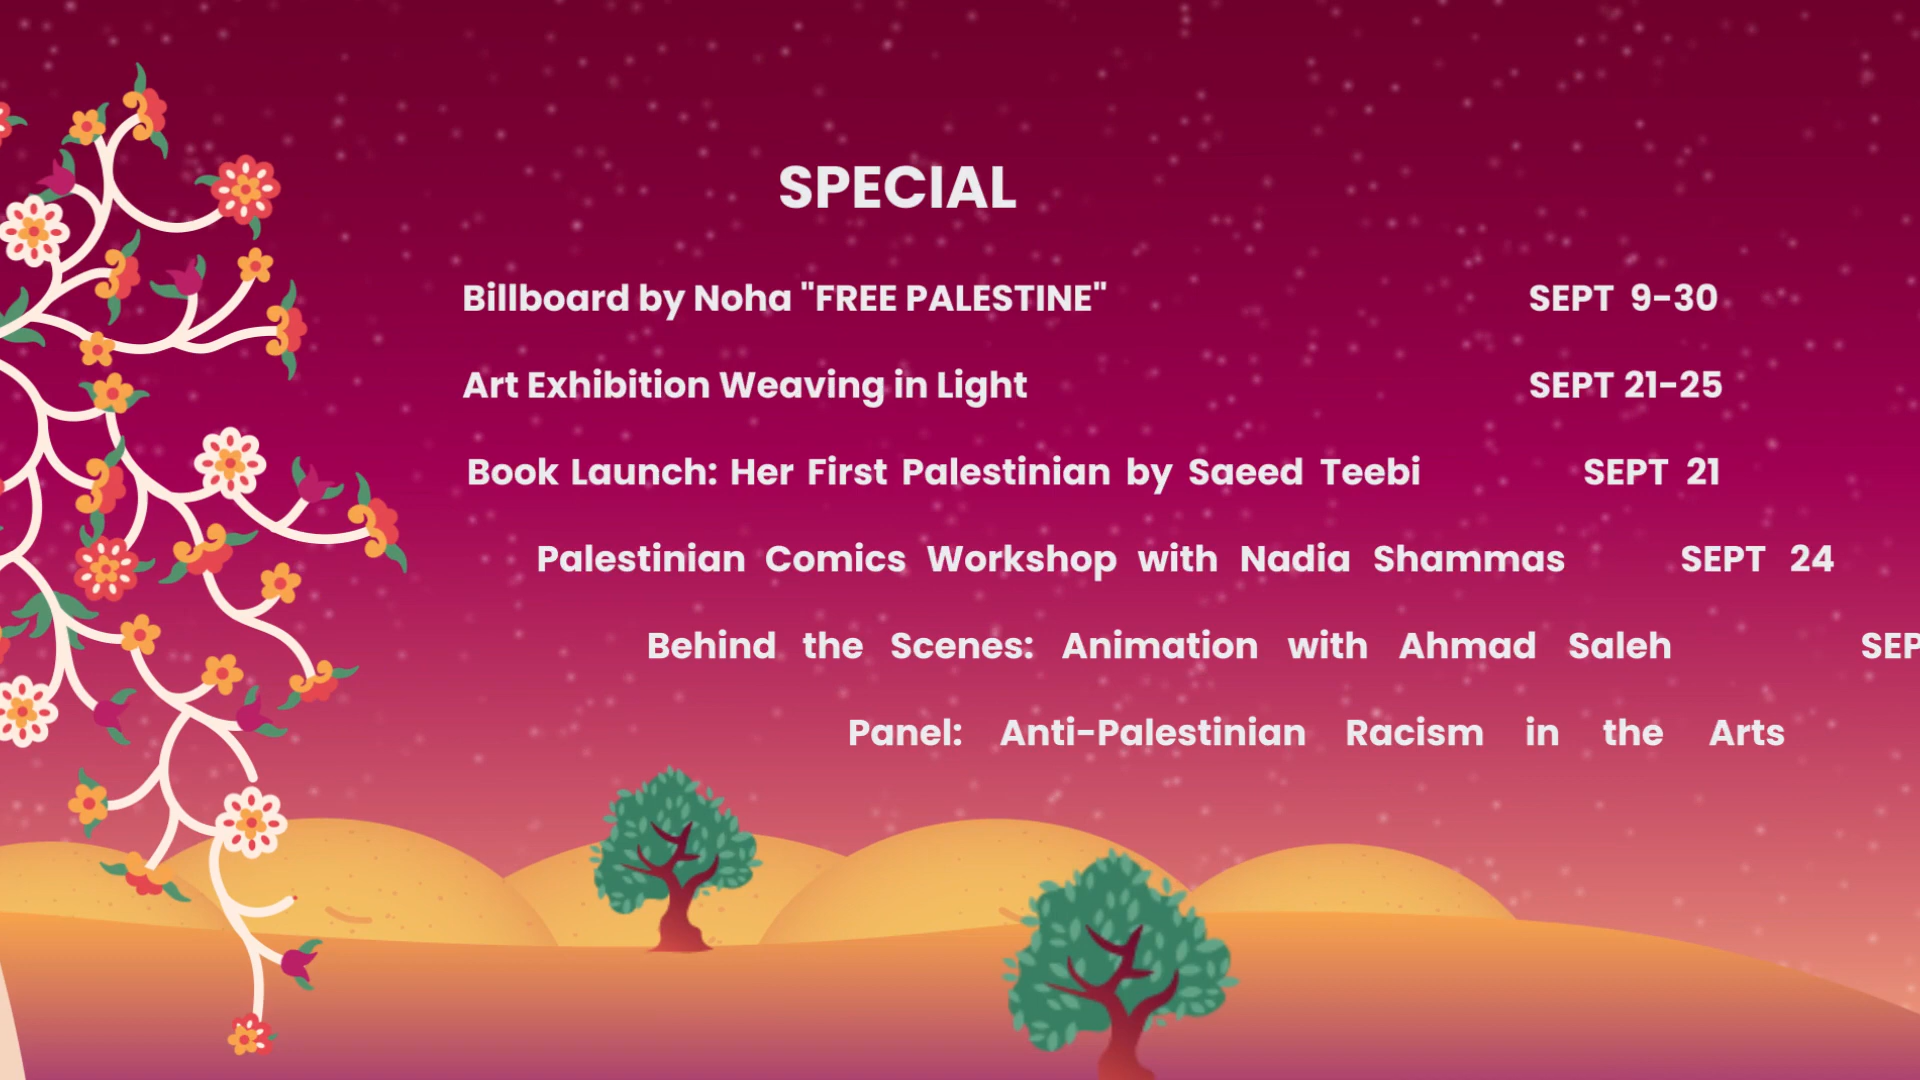 SPECIAL
Billboard by Noha "FREE PALESTINE" SEPT 9-30
Art Exhibition Weaving in Light SEPT 21-25
Book Launch: Her First Palestinian by Saeed Teebi SEPT 21
Palestinian Comics Workshop with Nadia Shammas SEPT 24
Behind the Scenes: Animation with Ahmad Saleh SEP
Panel: Anti-Palestinian Racism in the Arts